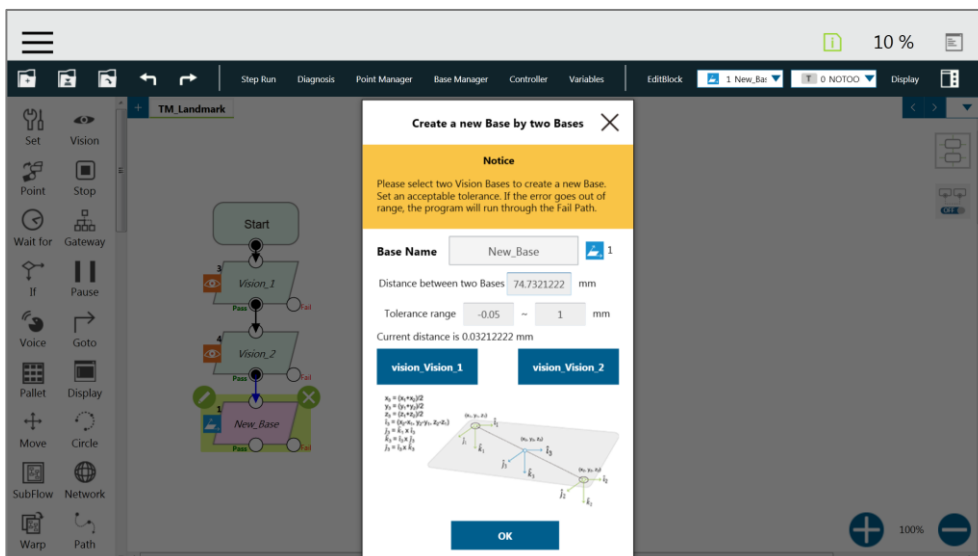 10 %
Step Run
Diagnosis
Point Manager
Base Manager
Controller
Variables
EditBlock
1 New_Ba
T 0 NOTOO
Display
+ TM_Landmark
Set
Vision
Point
Stop
Wait for
Gateway
If
Pause
Voice
Goto
Pallet
Display
Move
Circle
SubFlow
Network
Warp
Path
Start
3
Vision_1
Pass
Fail
4
Vision_2
Pass
Fail
1
New_Base
Pass
Fail
Create a new Base by two Bases
Notice
Please select two Vision Bases to create a new Base.
Set an acceptable tolerance. If the error goes out of
range, the program will run through the Fail Path.
Base Name New_Base 1
Distance between two Bases 74.7321222 mm
Tolerance range -0.05 ~ 1 mm
Current distance is 0.03212222 mm
vision_Vision_1
vision_Vision_2
OK
OFF
100%